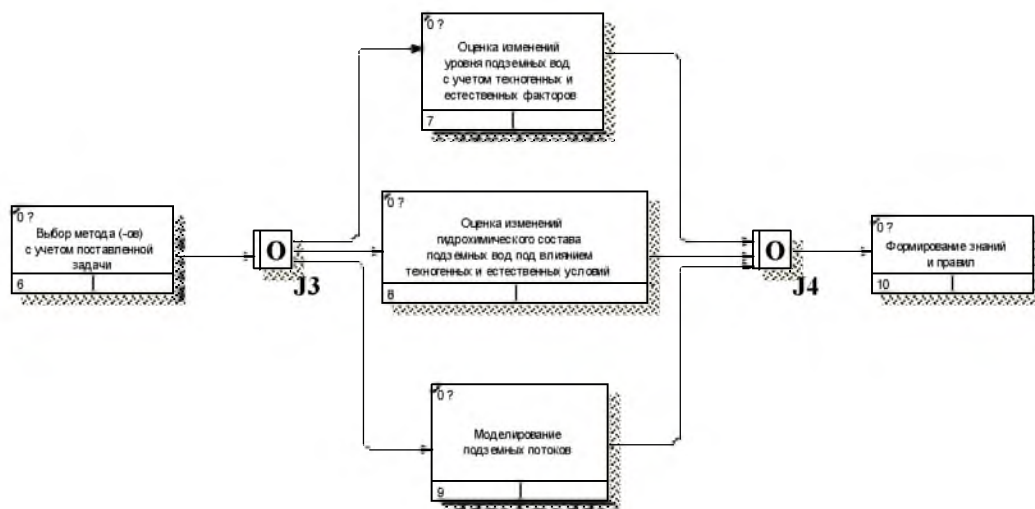 0 ?
Оценка изменений
уровня подземных вод
с учетом техногенных и
естественных факторов
7
0 ?
Выбор метода (-ов)
с учетом поставленной
задачи
6
O
J3
0 ?
Оценка изменений
гидрохимического состава
подземных вод под влиянием
техногенных и естественных условий
8
O
J4
0 ?
Формирование знаний
и правил
10
0 ?
Моделирование
подземных потоков
9